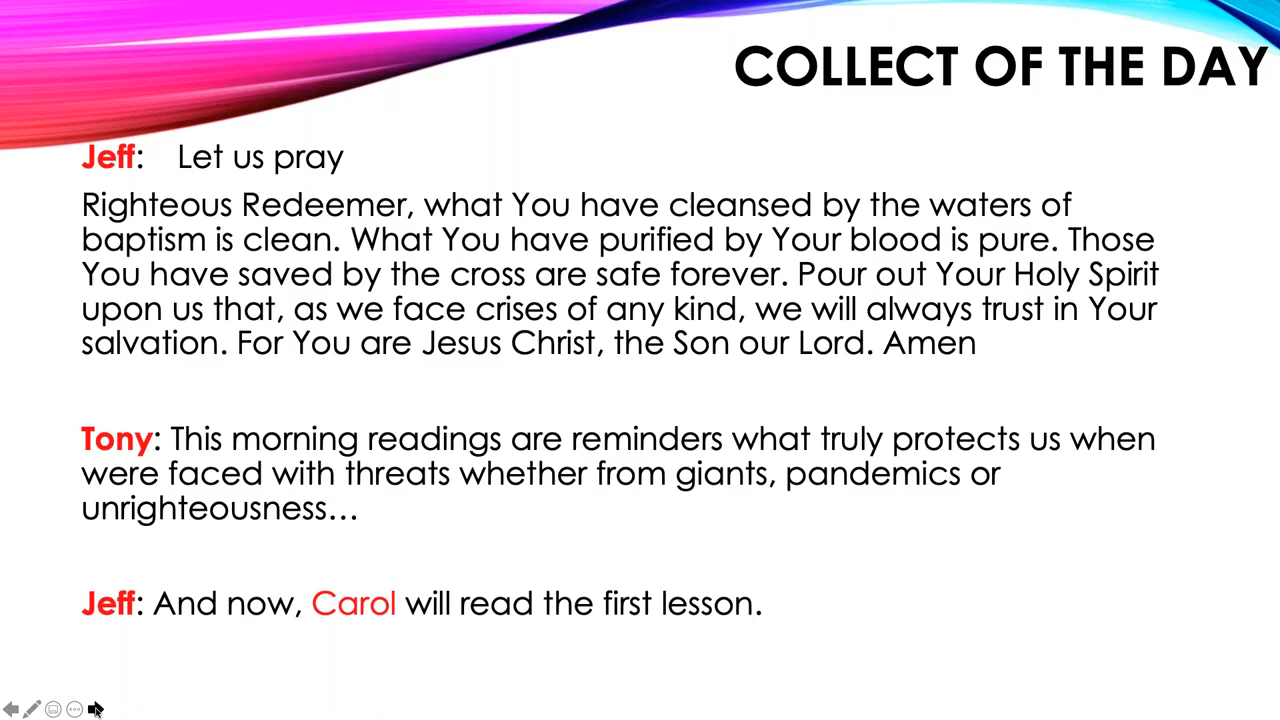 COLLECT OF THE DAY
Jeff: Let us pray
Righteous Redeemer, what You have cleansed by the waters of
baptism is clean. What You have purified by Your blood is pure. Those
You have saved by the cross are safe forever. Pour out Your Holy Spirit
upon us that, as we face crises of any kind, we will always trust in Your
salvation. For You are Jesus Christ, the Son our Lord. Amen
Tony: This morning readings are reminders what truly protects us when
were faced with threats whether from giants, pandemics or
unrighteousness…
Jeff: And now, Carol will read the first lesson.